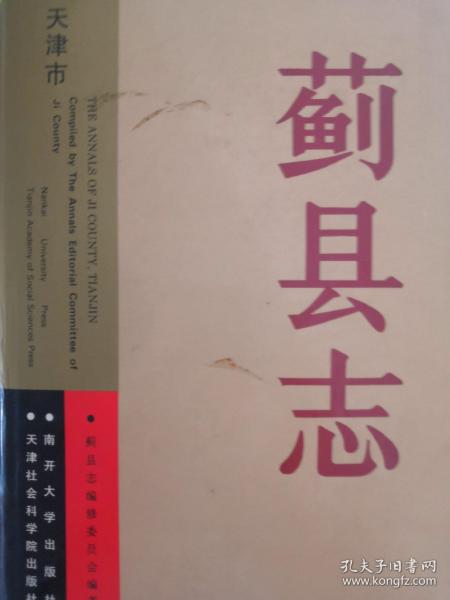 蓟县志
天津市
THE ANNALS OF JI COUNTY, TIANJIN
Compiled by The Annals Editorial Committee of
Ji County
Nankai University Press
Tianjin Academy of Social Sciences Press
●蓟县志编修委员会编著
●南开大学出版社
●天津社会科学院出版社
孔夫子旧书网